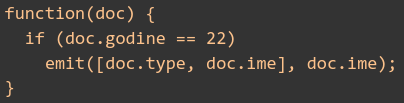 function(doc) {
  if (doc.godine == 22)
    emit([doc.type, doc.ime], doc.ime);
}